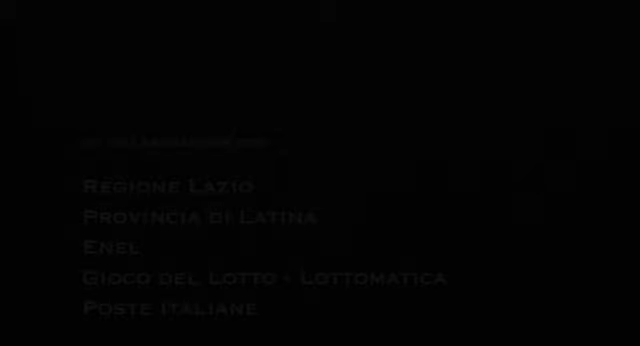 Regione Lazio
Provincia di Latina
Enel
Gioco del Lotto - Lottomatica
Poste Italiane